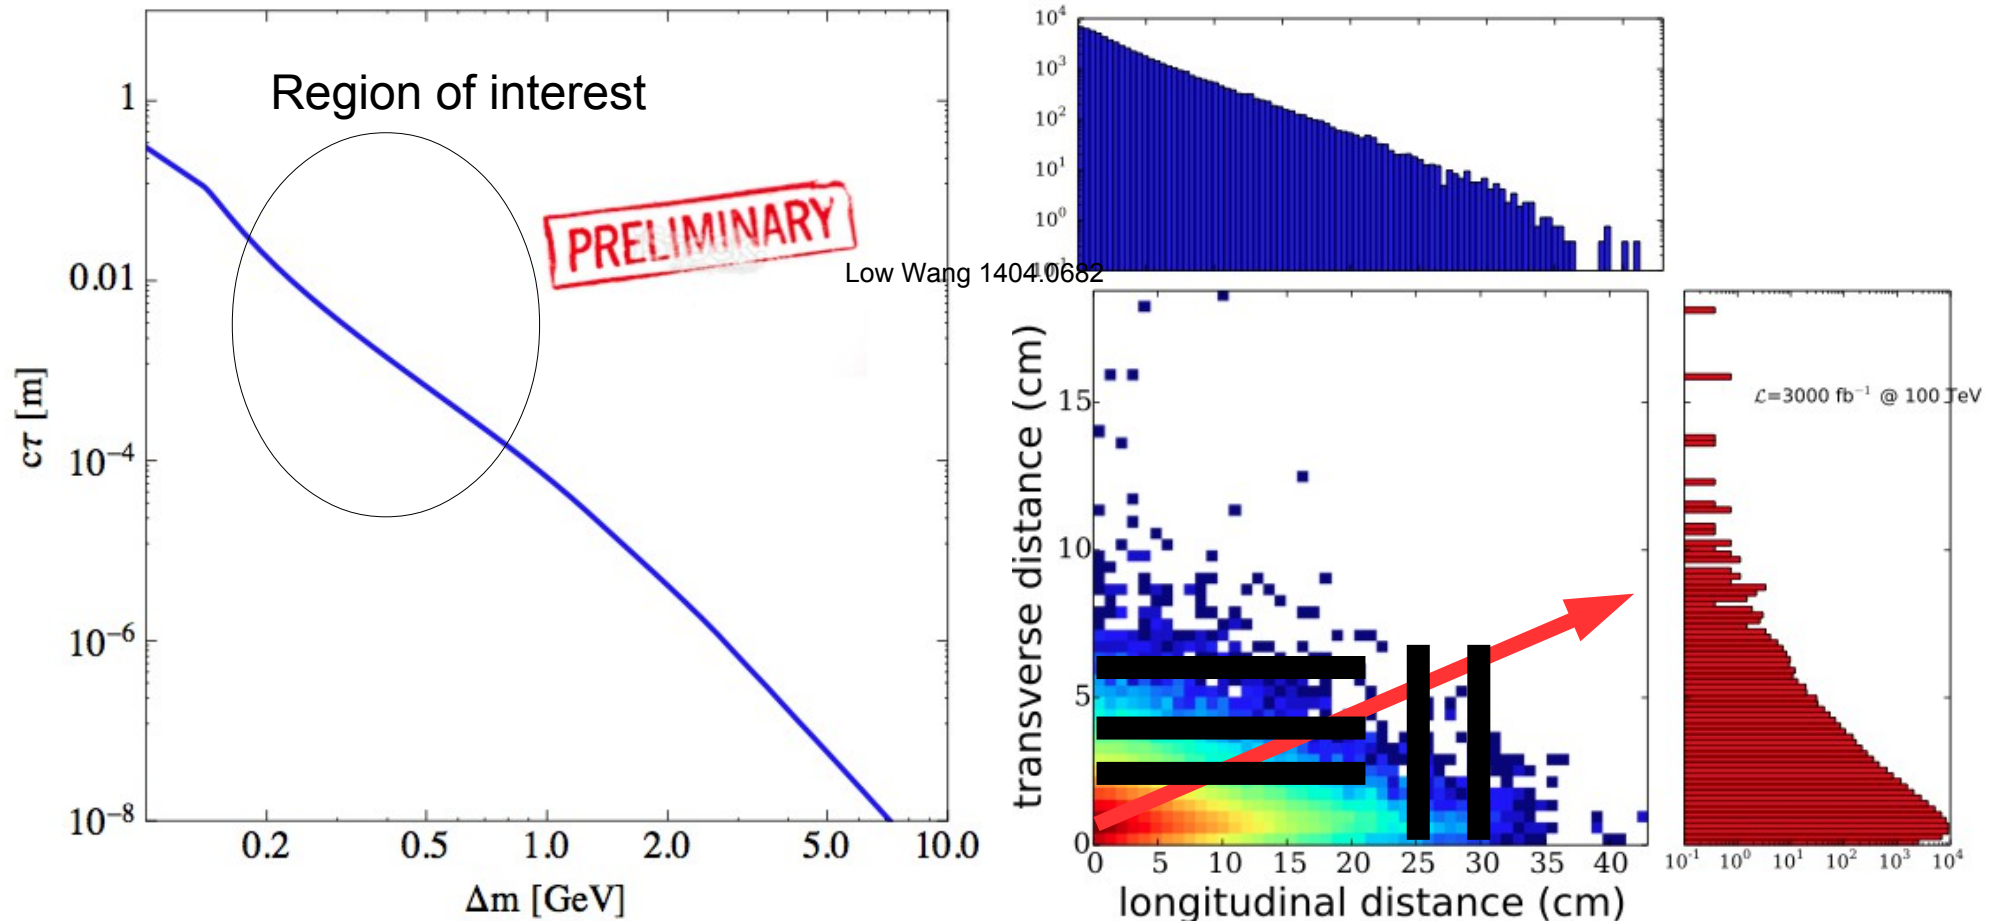 Region of interest
PRELIMINARY
Low Wang 1404.0682
1
0.01
10⁻⁴
10⁻⁶
10⁻⁸
cτ [m]
0.2 0.5 1.0 2.0 5.0 10.0
Δm [GeV]
10⁴
10³
10²
10¹
10⁰
15
10
5
0
transverse distance (cm)
0 5 10 15 20 25 30 35 40
longitudinal distance (cm)
ℒ=3000 fb⁻¹ @ 100 TeV
10⁻¹ 10⁰ 10¹ 10² 10³ 10⁴